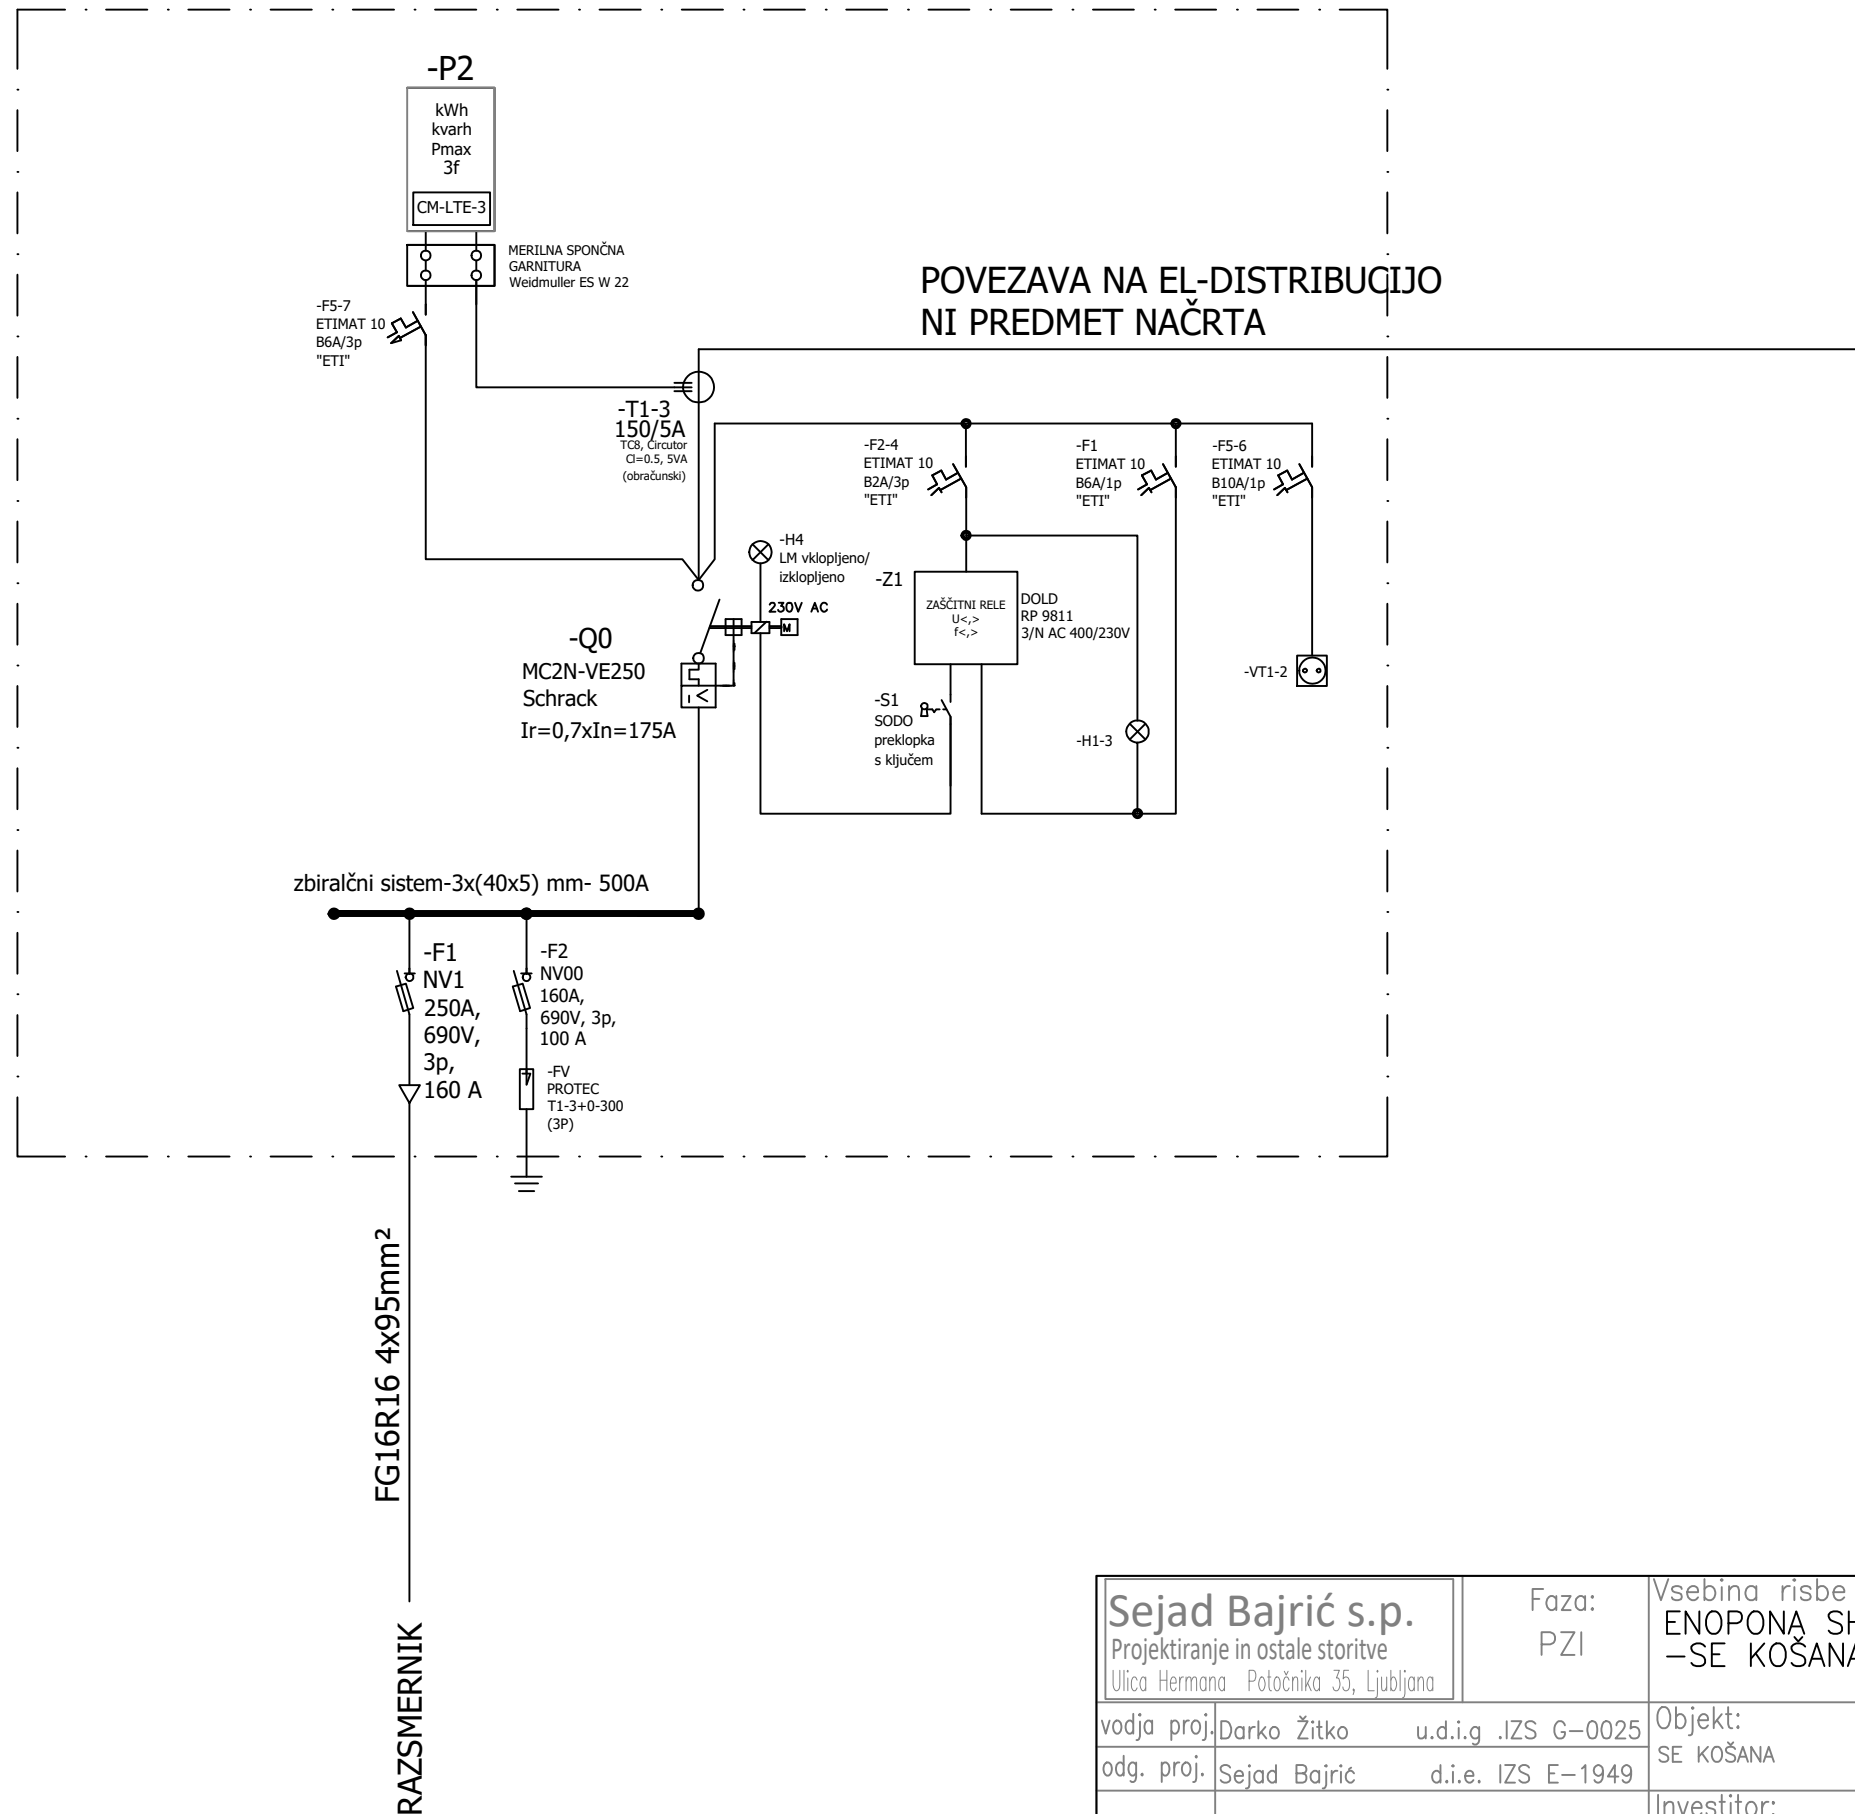 -P2
kWh
kvarh
Pmax
3f
CM-LTE-3
MERILNA SPONČNA
GARNITURA
Weidmuller ES W 22
-F5-7
ETIMAT 10
B6A/3p
"ETI"
POVEZAVA NA EL-DISTRIBUCIJO
NI PREDMET NAČRTA
-T1-3
150/5A
TC8, Circutor
Cl=0.5, 5VA
(obračunski)
-F2-4
ETIMAT 10
B2A/3p
"ETI"
-F1
ETIMAT 10
B6A/1p
"ETI"
-F5-6
ETIMAT 10
B10A/1p
"ETI"
-H4
LM vklopljeno/
izklopljeno
230V AC
M
-Z1
ZAŠČITNI RELE
U<,>
f<,>
DOLD
RP 9811
3/N AC 400/230V
-Q0
MC2N-VE250
Schrack
Ir=0,7xIn=175A
I<
-S1
SODO
preklopka
s ključem
-H1-3
-VT1-2
zbiralčni sistem-3x(40x5) mm- 500A
-F1
NV1
250A,
690V,
3p,
160 A
-F2
NV00
160A,
690V, 3p,
100 A
-FV
PROTEC
T1-3+0-300
(3P)
FG16R16 4x95mm²
RAZSMERNIK
Sejad Bajrić s.p.
Projektiranje in ostale storitve
Ulica Hermana Potočnika 35, Ljubljana
Faza:
PZI
Vsebina risbe
ENOPONA SH
-SE KOŠANA
vodja proj. Darko Žitko u.d.i.g .IZS G-0025
Objekt:
SE KOŠANA
odg. proj. Sejad Bajrić d.i.e. IZS E-1949
Investitor: